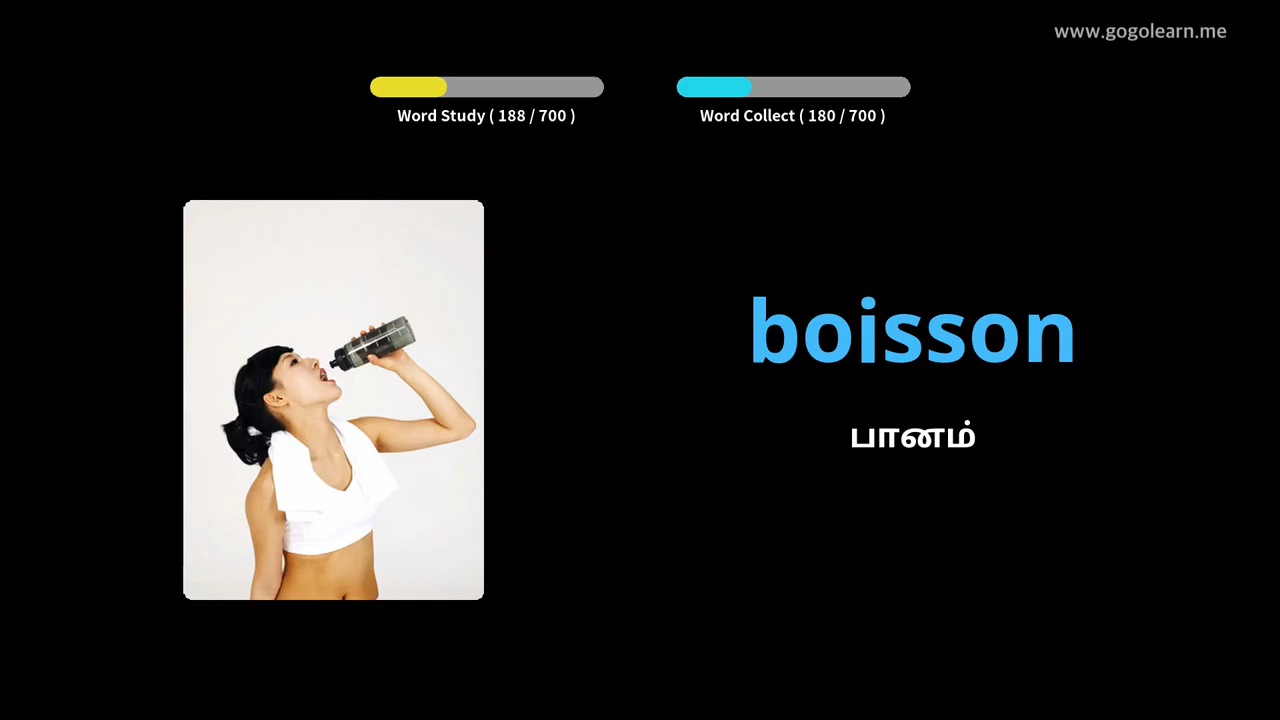 www.gogolearn.me
Word Study ( 188 / 700 )
Word Collect ( 180 / 700 )
boisson
பானம்